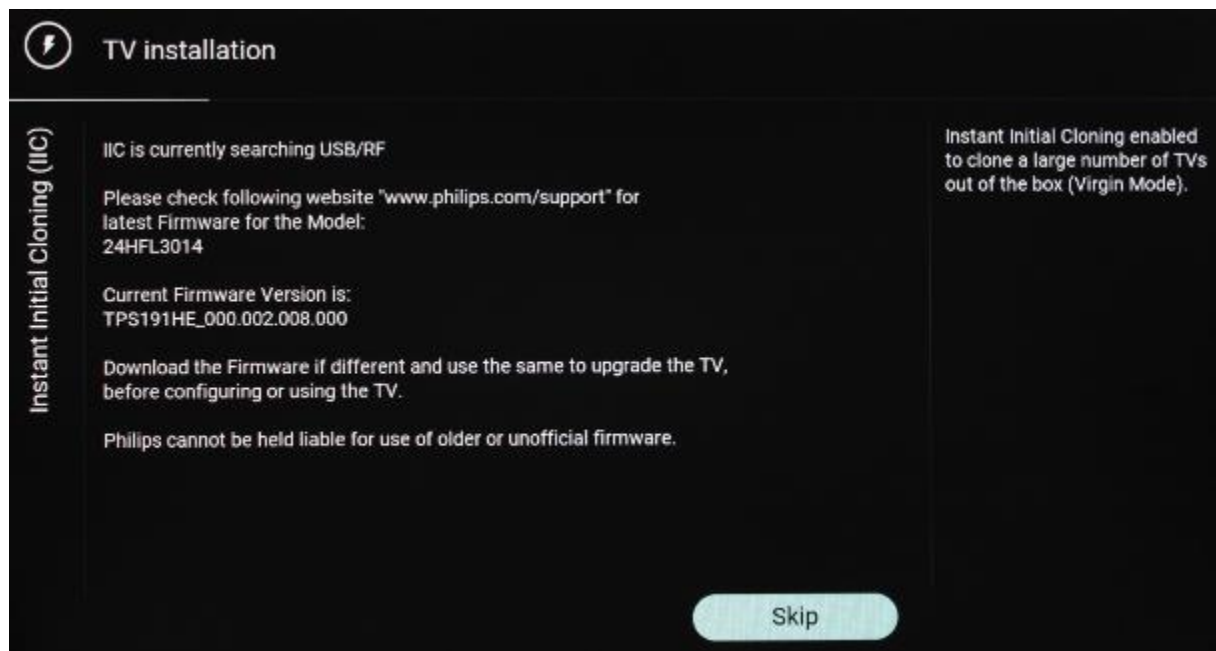 TV installation
Instant Initial Cloning (IIC)
IIC is currently searching USB/RF
Please check following website "www.philips.com/support" for
latest Firmware for the Model:
24HFL3014
Current Firmware Version is:
TPS191HE_000.002.008.000
Download the Firmware if different and use the same to upgrade the TV,
before configuring or using the TV.
Philips cannot be held liable for use of older or unofficial firmware.
Instant Initial Cloning enabled
to clone a large number of TVs
out of the box (Virgin Mode).
Skip